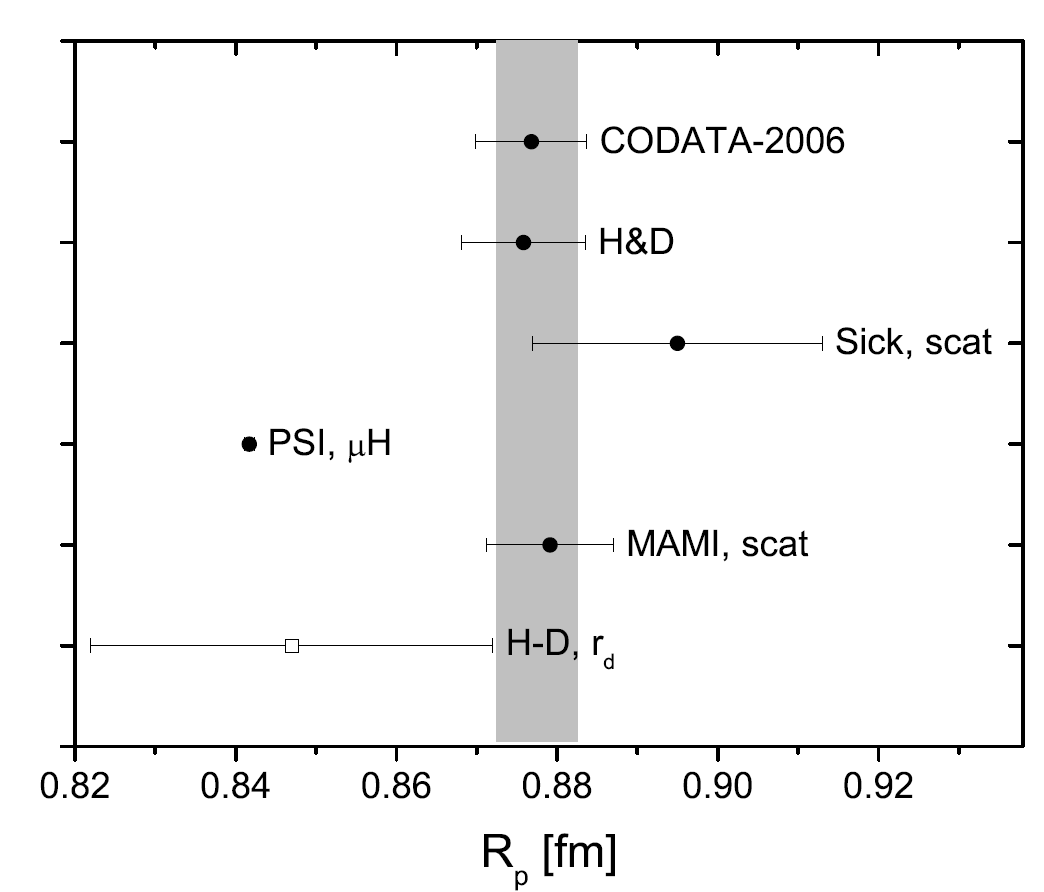 CODATA-2006
H&D
Sick, scat
PSI, μH
MAMI, scat
H-D, r_d
0.82 0.84 0.86 0.88 0.90 0.92
R_p [fm]